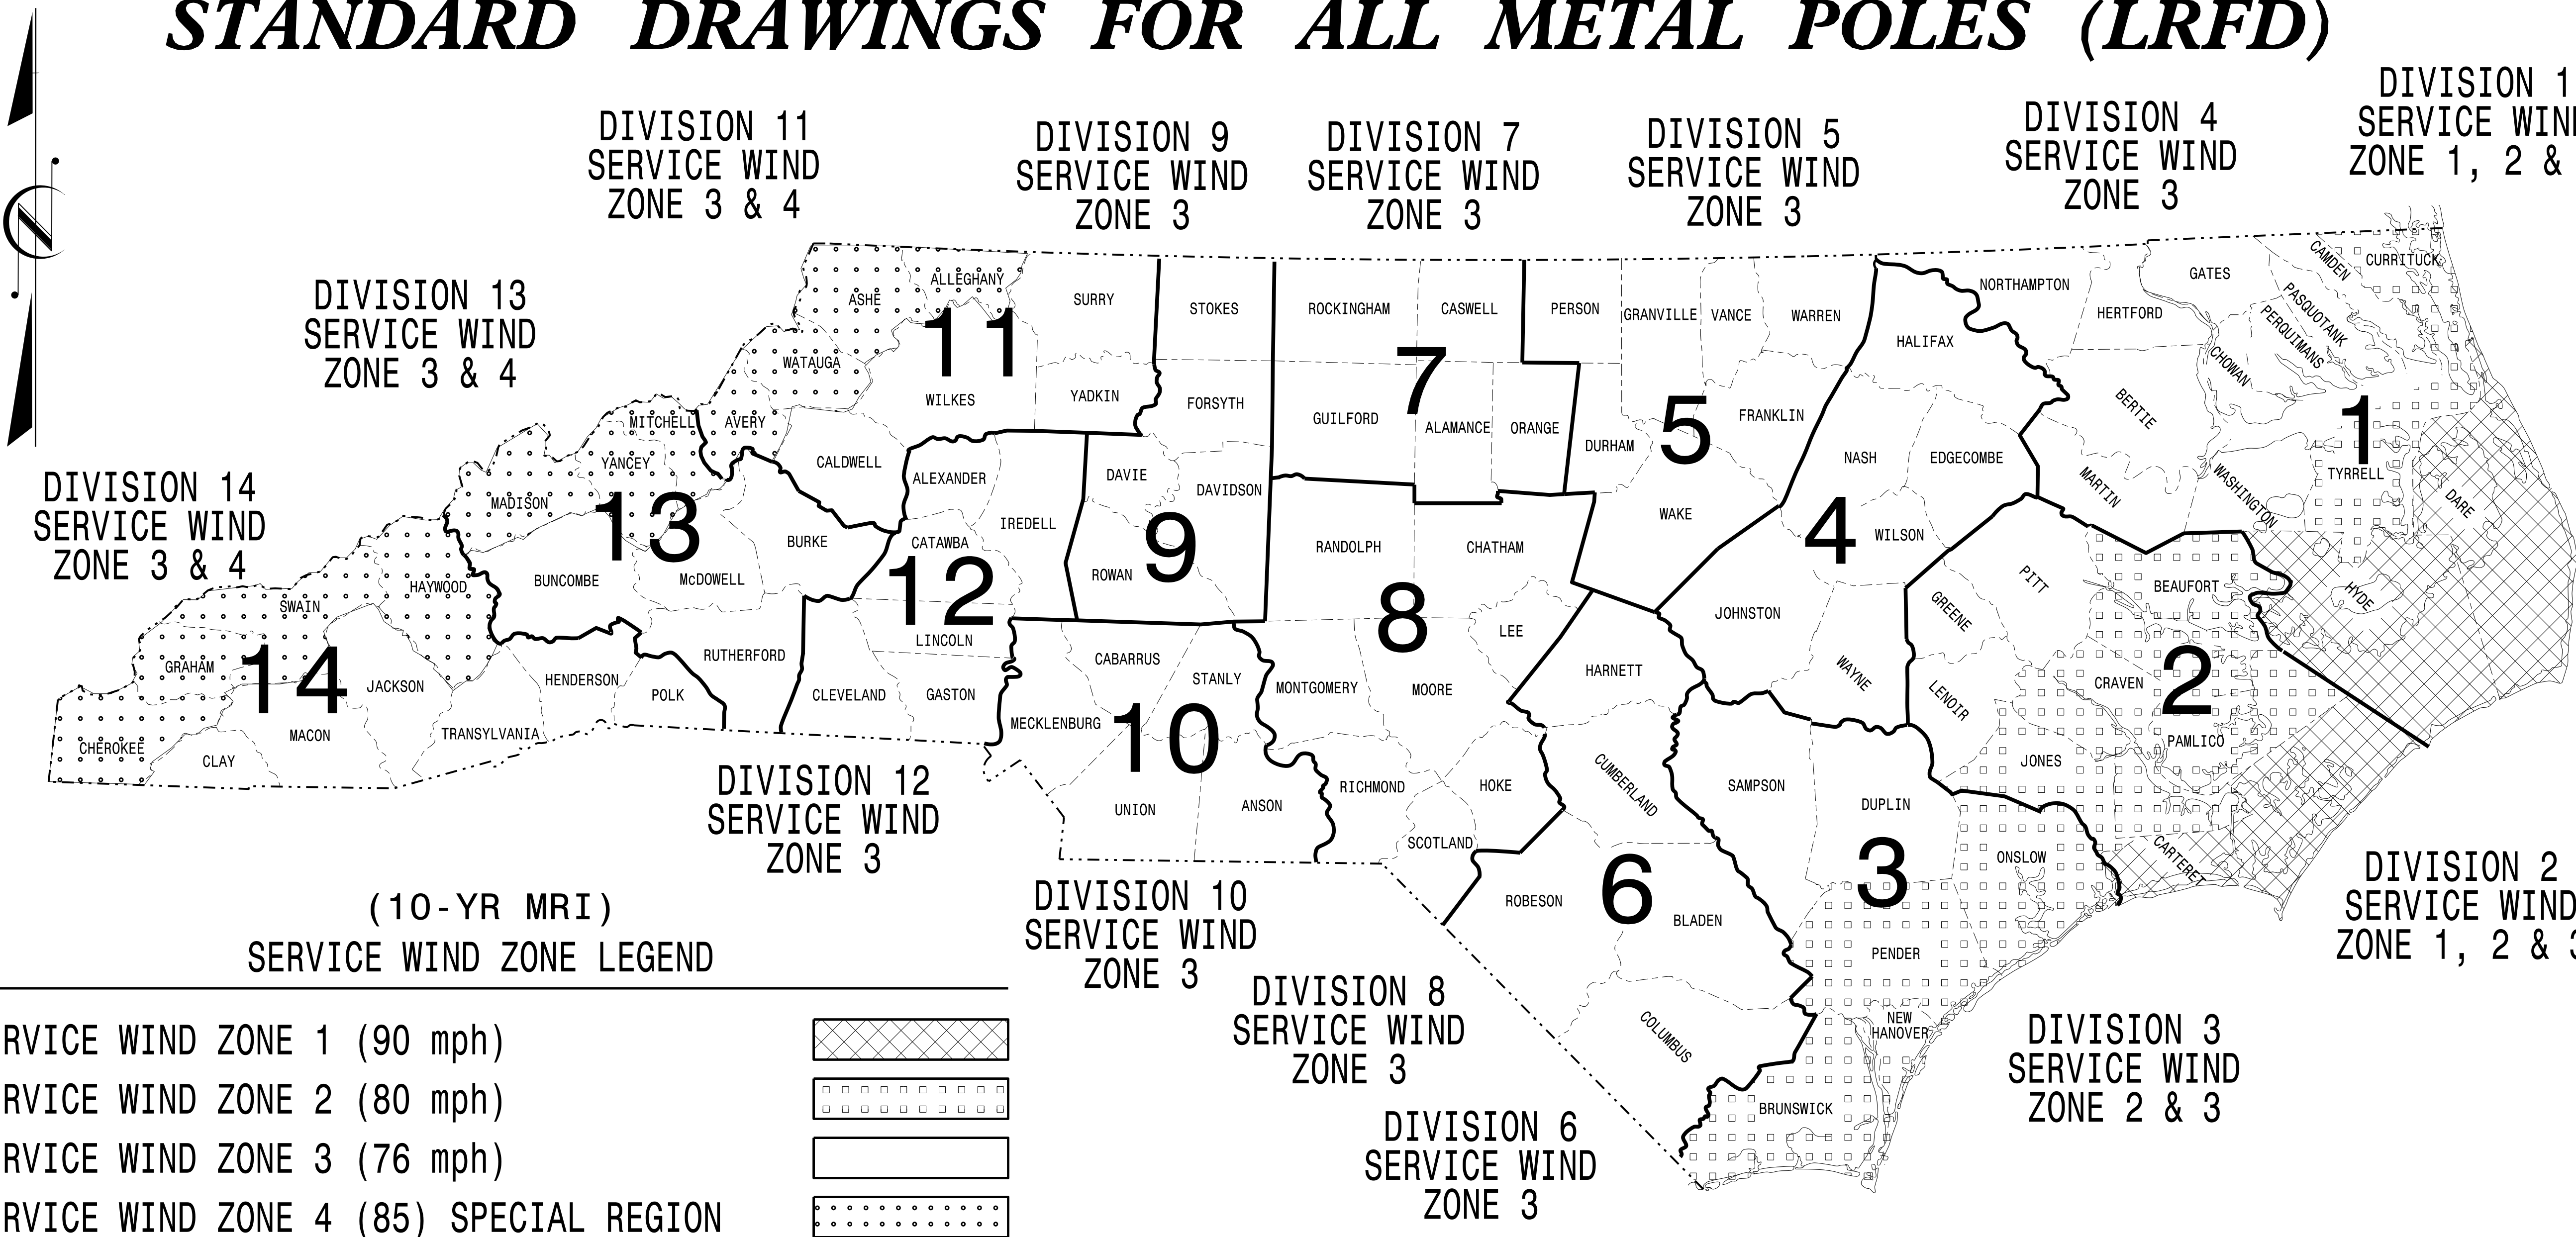 STANDARD DRAWINGS FOR ALL METAL POLES (LRFD)
DIVISION 1
SERVICE WIN
ZONE 1, 2 &
DIVISION 4
SERVICE WIND
ZONE 3
DIVISION 11
SERVICE WIND
ZONE 3 & 4
DIVISION 9
SERVICE WIND
ZONE 3
DIVISION 7
SERVICE WIND
ZONE 3
DIVISION 5
SERVICE WIND
ZONE 3
N
DIVISION 13
SERVICE WIND
ZONE 3 & 4
DIVISION 14
SERVICE WIND
ZONE 3 & 4
ASHE
ALLEGHANY
11
WATAUGA
WILKES
SURRY
YADKIN
AVERY
CALDWELL
STOKES
FORSYTH
DAVIE
DAVIDSON
9
ROWAN
ROCKINGHAM
CASWELL
7
GUILFORD
ALAMANCE
ORANGE
PERSON
GRANVILLE
VANCE
WARREN
5
FRANKLIN
DURHAM
WAKE
HALIFAX
NASH
EDGECOMBE
4
WILSON
JOHNSTON
WAYNE
NORTHAMPTON
HERTFORD
GATES
CAMDEN
CURRITUCK
PASQUOTANK
PERQUIMANS
CHOWAN
BERTIE
1
MARTIN
WASHINGTON
TYRRELL
DARE
HYDE
MITCHELL
YANCEY
MADISON
13
BUNCOMBE
McDOWELL
BURKE
RUTHERFORD
ALEXANDER
IREDELL
CATAWBA
12
LINCOLN
CLEVELAND
GASTON
HAYWOOD
SWAIN
GRAHAM
14
JACKSON
HENDERSON
POLK
CHEROKEE
CLAY
MACON
TRANSYLVANIA
RANDOLPH
CHATHAM
8
LEE
MONTGOMERY
MOORE
RICHMOND
HOKE
SCOTLAND
CABARRUS
STANLY
MECKLENBURG
10
UNION
ANSON
HARNETT
CUMBERLAND
6
ROBESON
BLADEN
COLUMBUS
PITT
GREENE
BEAUFORT
LENOIR
CRAVEN
2
PAMLICO
JONES
CARTERET
SAMPSON
DUPLIN
3
ONSLOW
PENDER
NEW
HANOVER
BRUNSWICK
DIVISION 12
SERVICE WIND
ZONE 3
DIVISION 10
SERVICE WIND
ZONE 3
DIVISION 8
SERVICE WIND
ZONE 3
DIVISION 6
SERVICE WIND
ZONE 3
DIVISION 3
SERVICE WIND
ZONE 2 & 3
DIVISION 2
SERVICE WIND
ZONE 1, 2 & 3
(10-YR MRI)
SERVICE WIND ZONE LEGEND
RVICE WIND ZONE 1 (90 mph)
RVICE WIND ZONE 2 (80 mph)
RVICE WIND ZONE 3 (76 mph)
RVICE WIND ZONE 4 (85) SPECIAL REGION